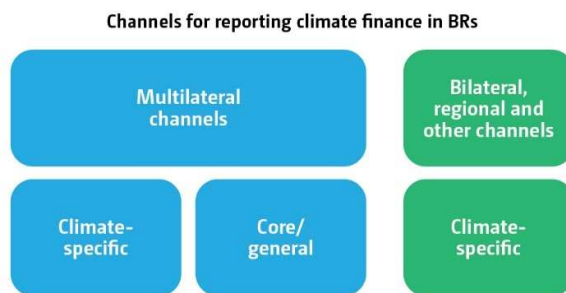 Channels for reporting climate finance in BRs
Multilateral
channels
Bilateral,
regional and
other channels
Climate-
specific
Core/
general
Climate-
specific